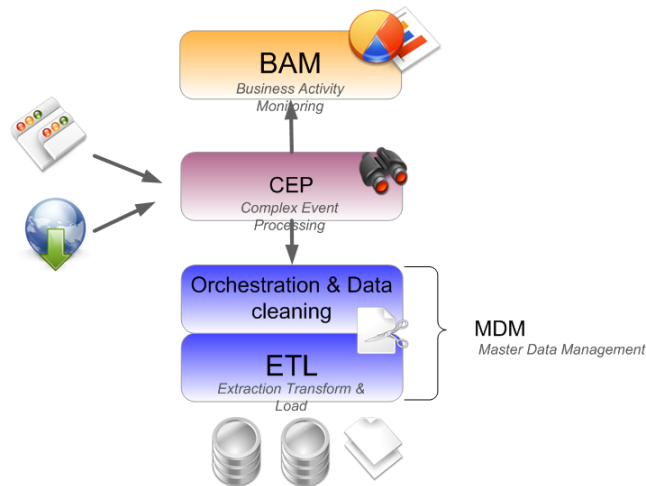 BAM
Business Activity
Monitoring
CEP
Complex Event
Processing
Orchestration & Data
cleaning
ETL
Extraction Transform &
Load
MDM
Master Data Management